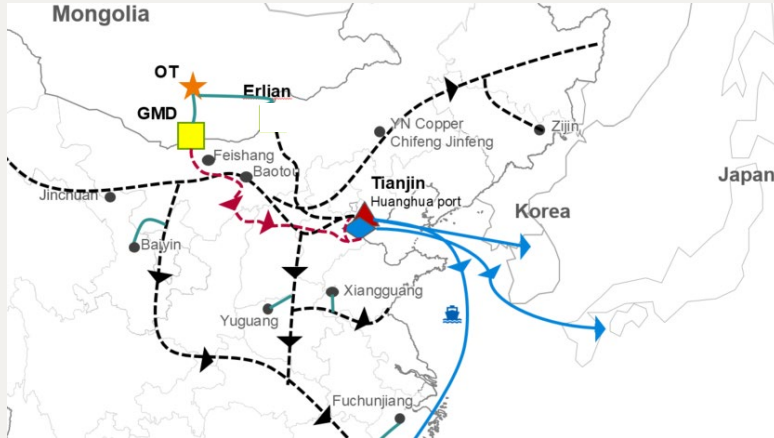 Mongolia
OT
Erlian
GMD
YN Copper
Chifeng Jinfeng
Zijin
Feishang
Baotou
Tianjin
Huanghua port
Japan
Jinchuan
Korea
Baiyin
Xiangguang
Yuguang
Fuchunjiang